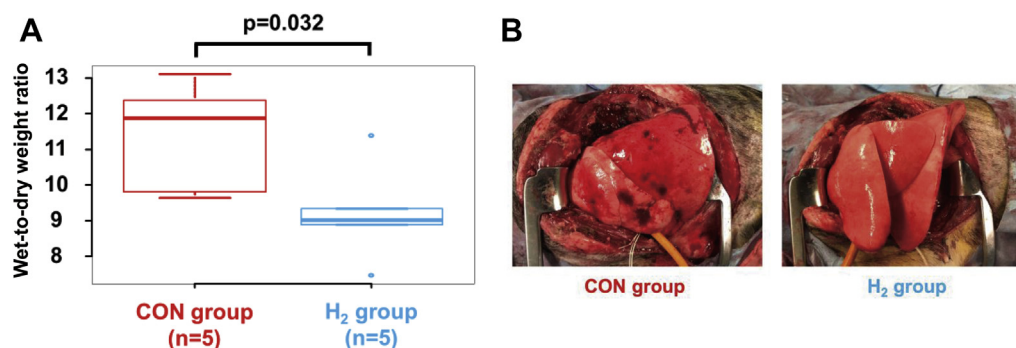 A
p=0.032
Wet-to-dry weight ratio
13
12
11
10
9
8
CON group
(n=5)
H₂ group
(n=5)
B
CON group
H₂ group